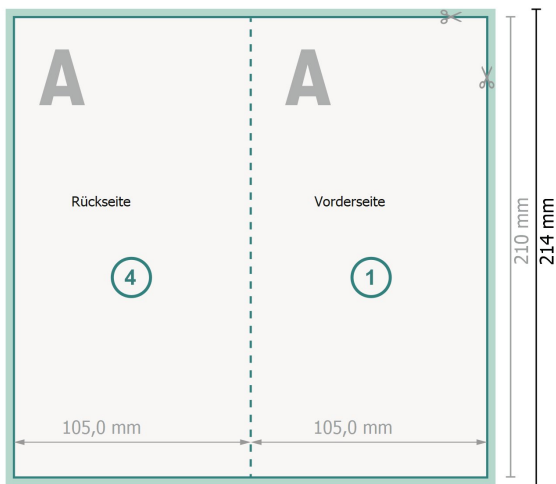 A
A
Rückseite
Vorderseite
4
1
105,0 mm
105,0 mm
210 mm
214 mm